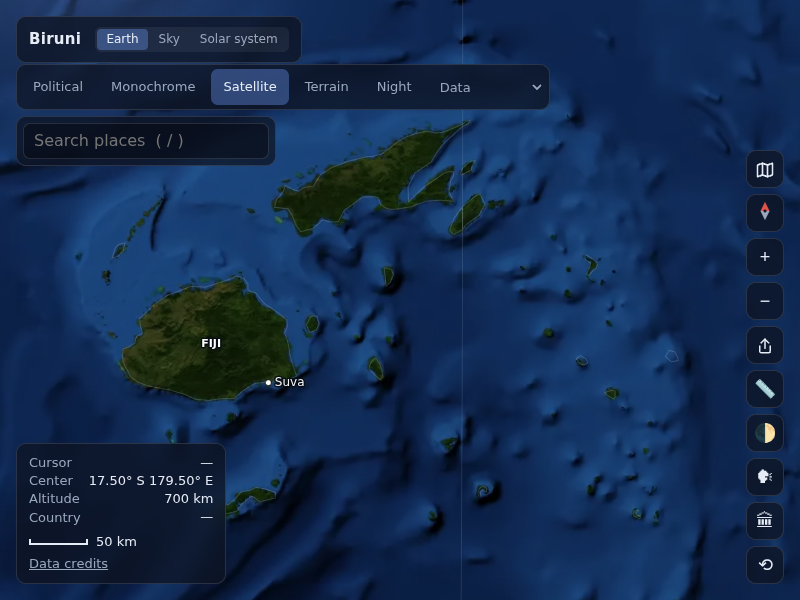 Biruni Earth Sky Solar system
Political Monochrome Satellite Terrain Night Data
Search places ( / )
FIJI
Suva
Cursor —
Center 17.50° S 179.50° E
Altitude 700 km
Country —
50 km
Data credits